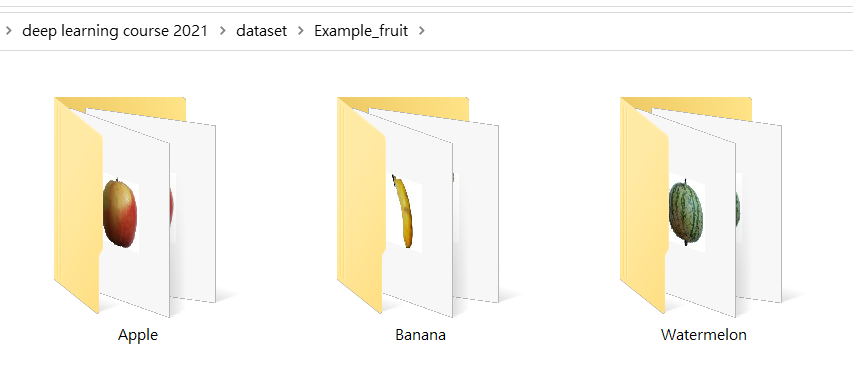 deep learning course 2021 > dataset > Example_fruit >
Apple
Banana
Watermelon